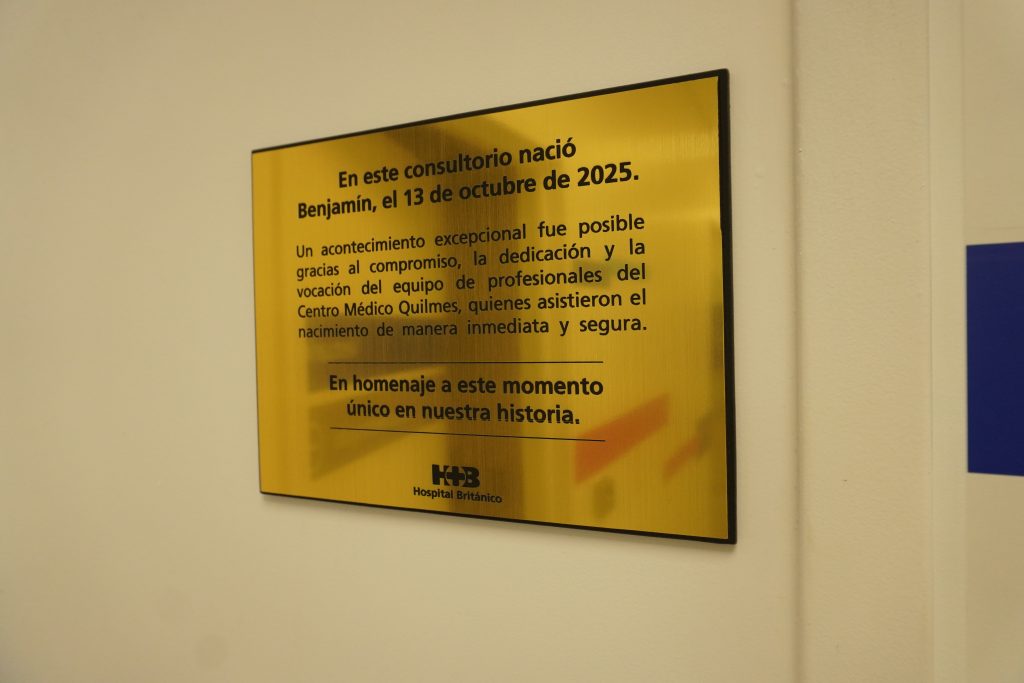 En este consultorio nació
Benjamín, el 13 de octubre de 2025.
Un acontecimiento excepcional fue posible
gracias al compromiso, la dedicación y la
vocación del equipo de profesionales del
Centro Médico Quilmes, quienes asistieron el
nacimiento de manera inmediata y segura.
En homenaje a este momento
único en nuestra historia.
H+B
Hospital Británico